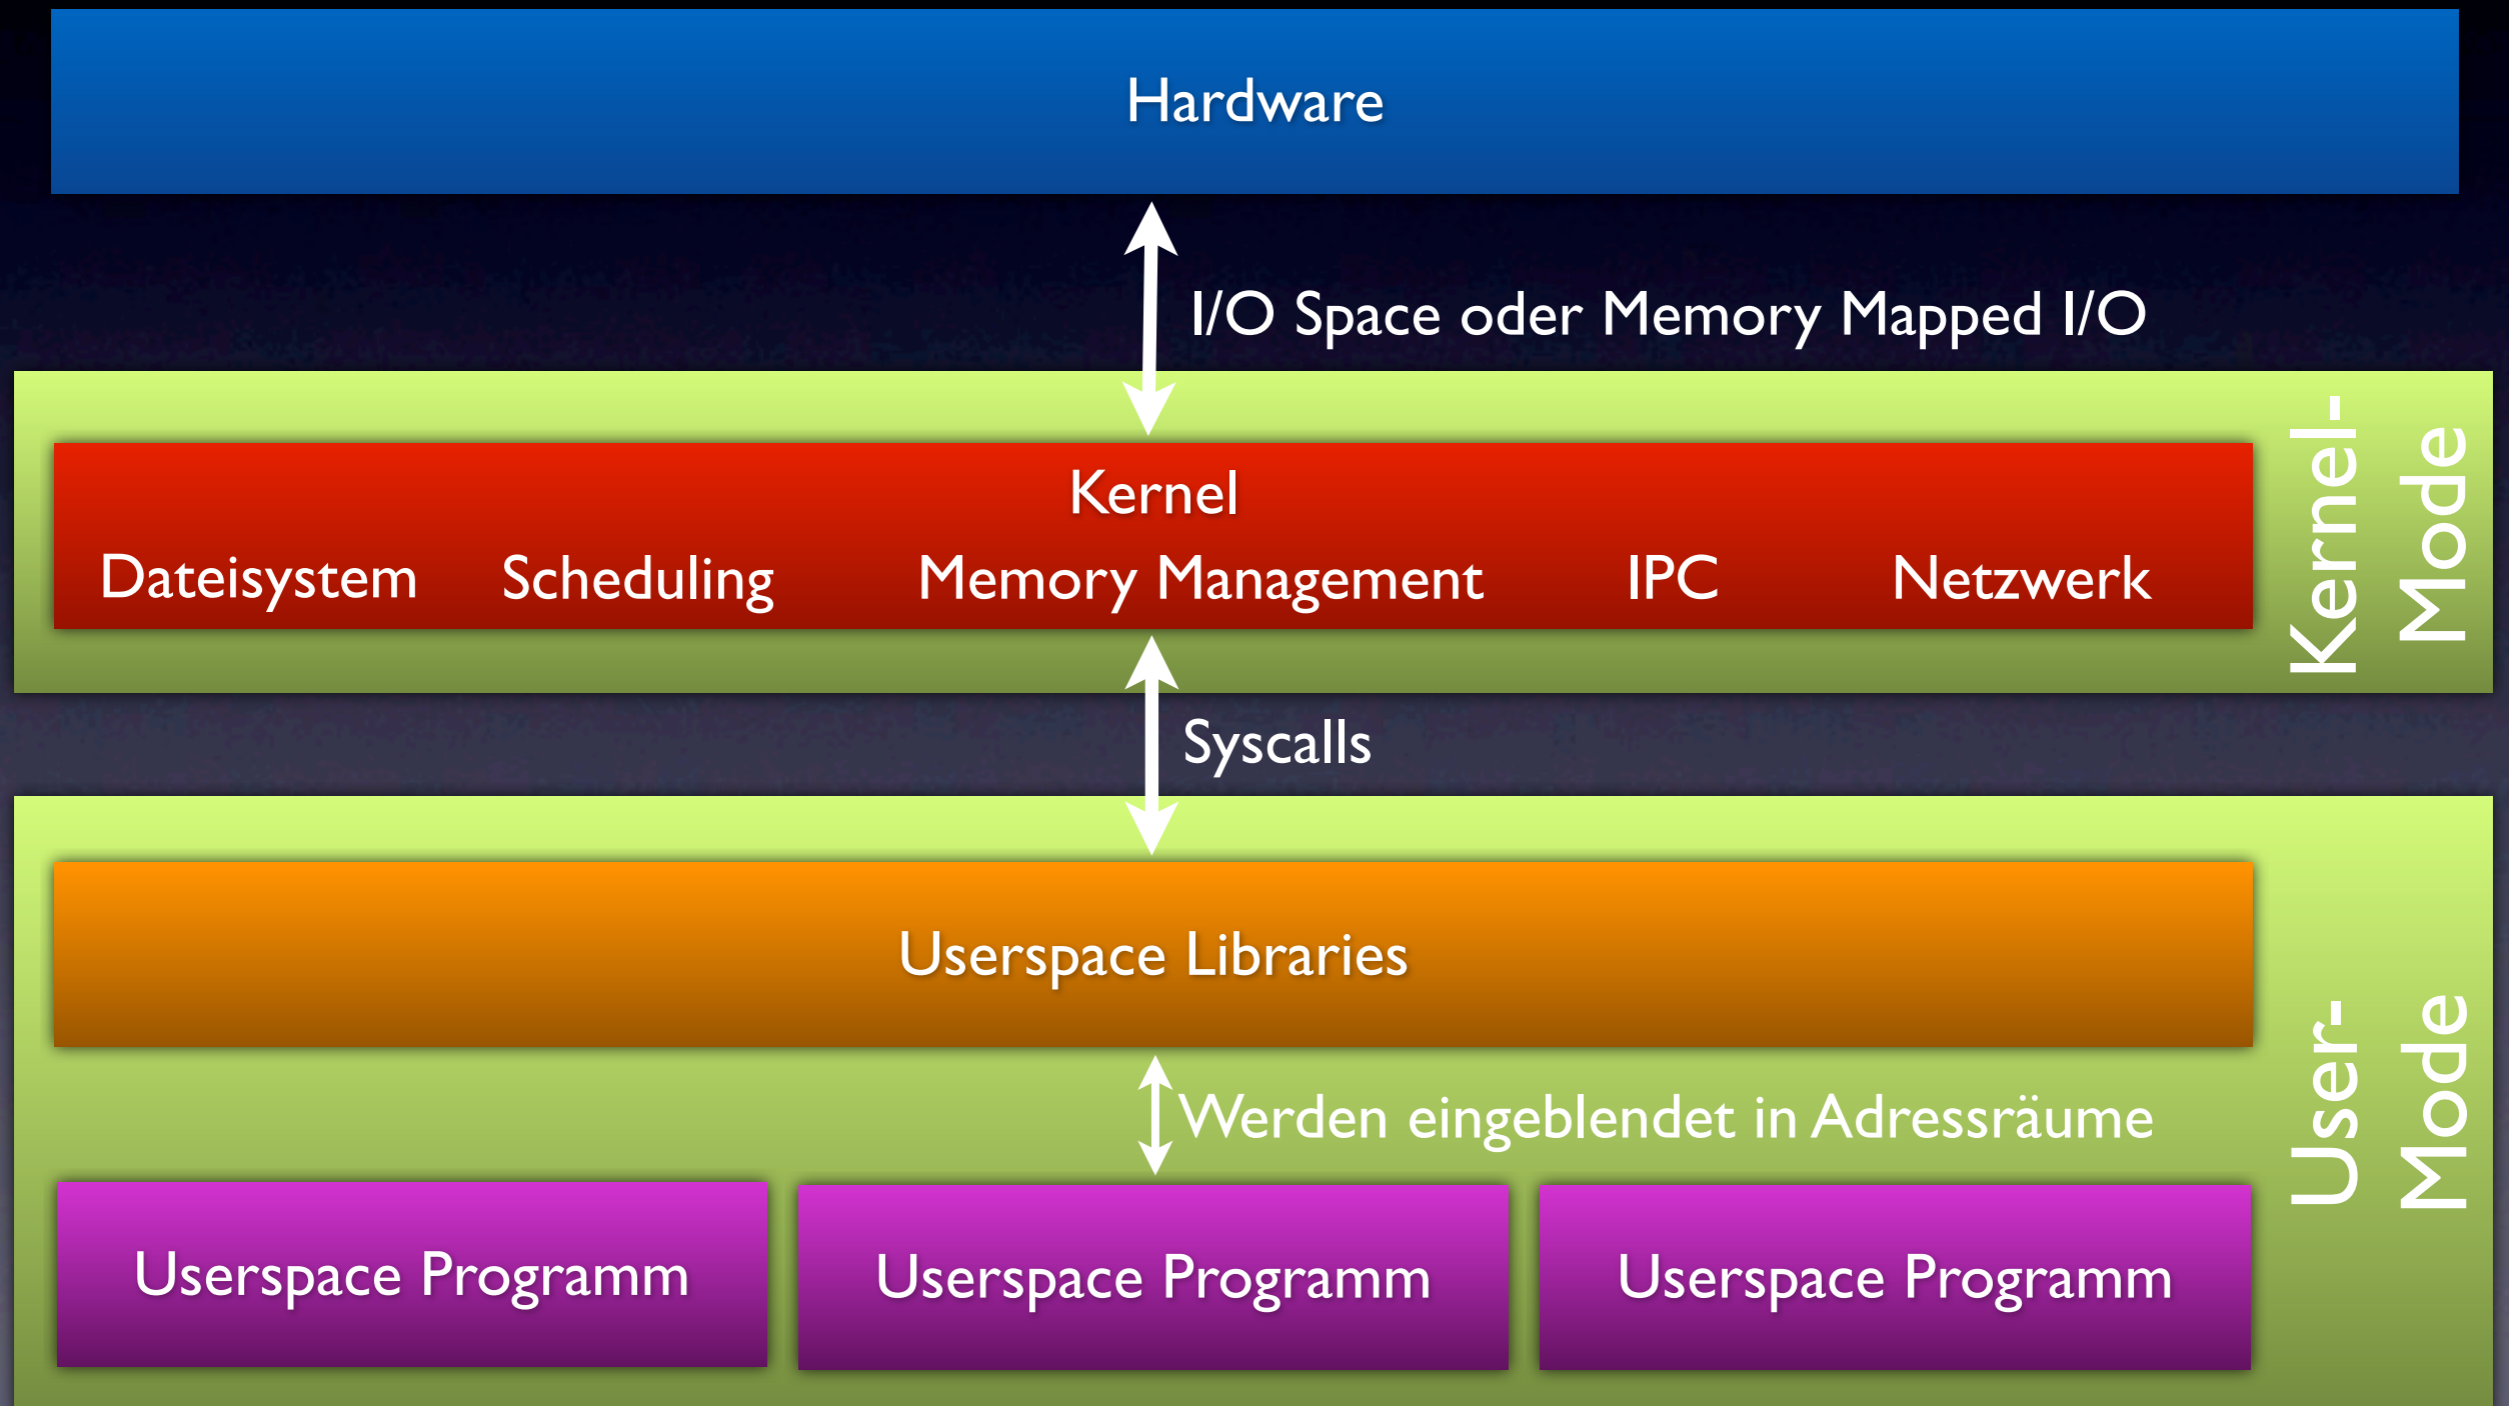 Hardware
I/O Space oder Memory Mapped I/O
Kernel
Dateisystem Scheduling Memory Management IPC Netzwerk
Kernel-
Mode
Syscalls
Userspace Libraries
Werden eingeblendet in Adressräume
User-
Mode
Userspace Programm
Userspace Programm
Userspace Programm